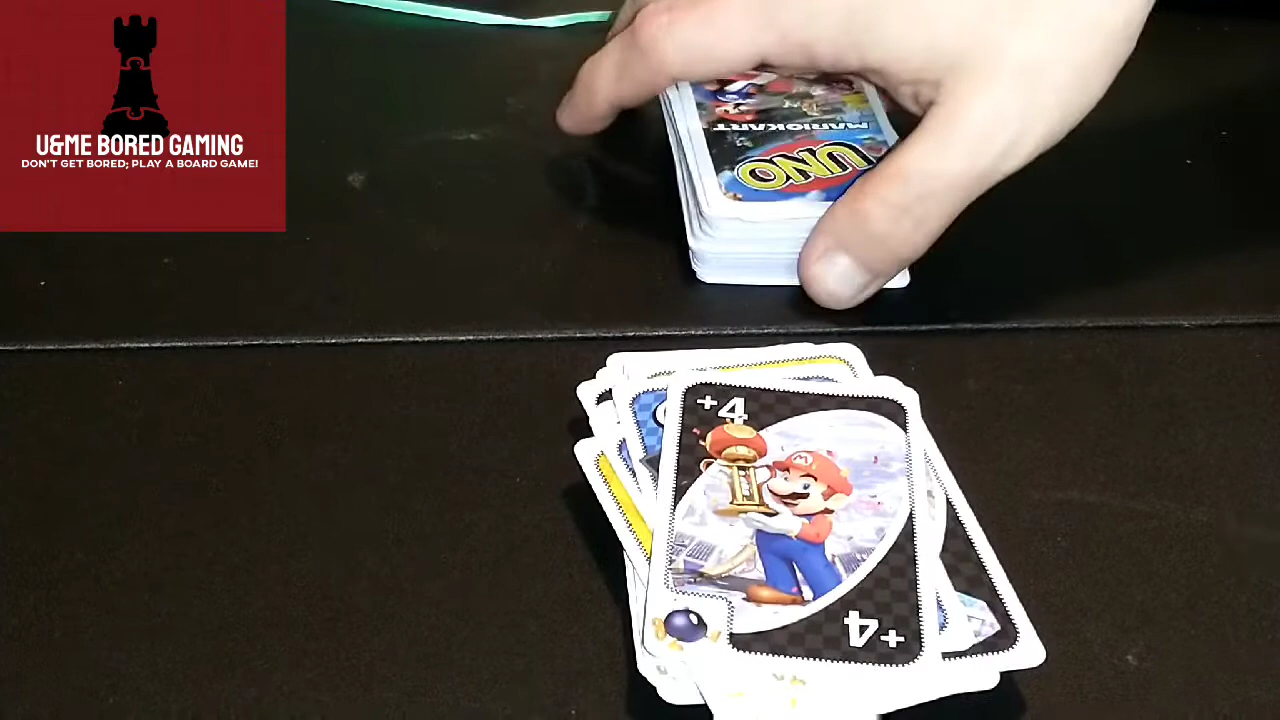 U&ME BORED GAMING
DON'T GET BORED; PLAY A BOARD GAME!
MARIOKART
UNO
+4
M
+4